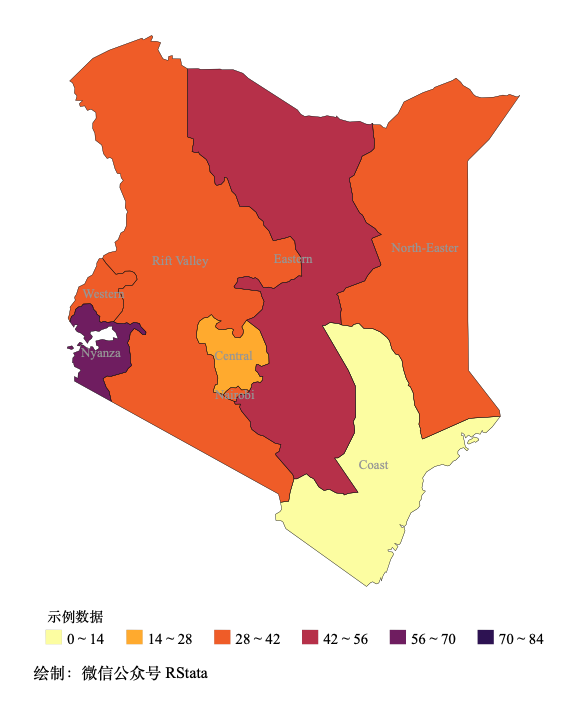 North-Easter
Rift Valley
Eastern
Western
Nyanza
Central
Nairobi
Coast
示例数据
0 ~ 14
14 ~ 28
28 ~ 42
42 ~ 56
56 ~ 70
70 ~ 84
绘制：微信公众号 RStata